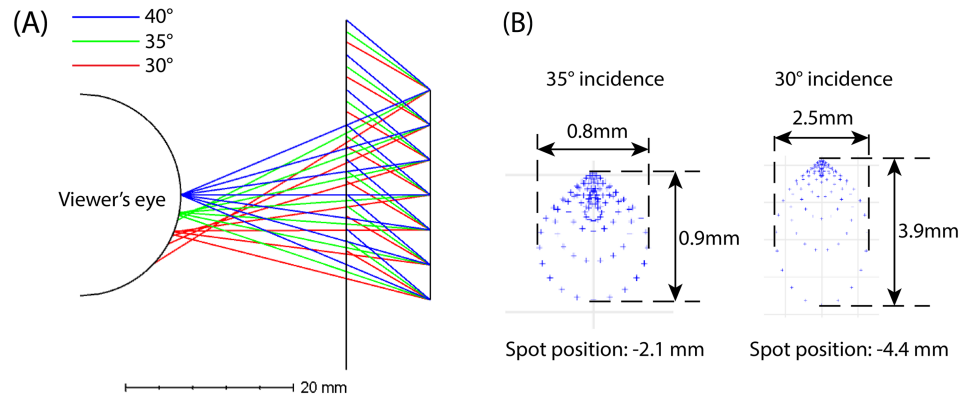 (A)
40°
35°
30°
Viewer's eye
20 mm
(B)
35° incidence
30° incidence
0.8mm
2.5mm
0.9mm
3.9mm
Spot position: -2.1 mm
Spot position: -4.4 mm